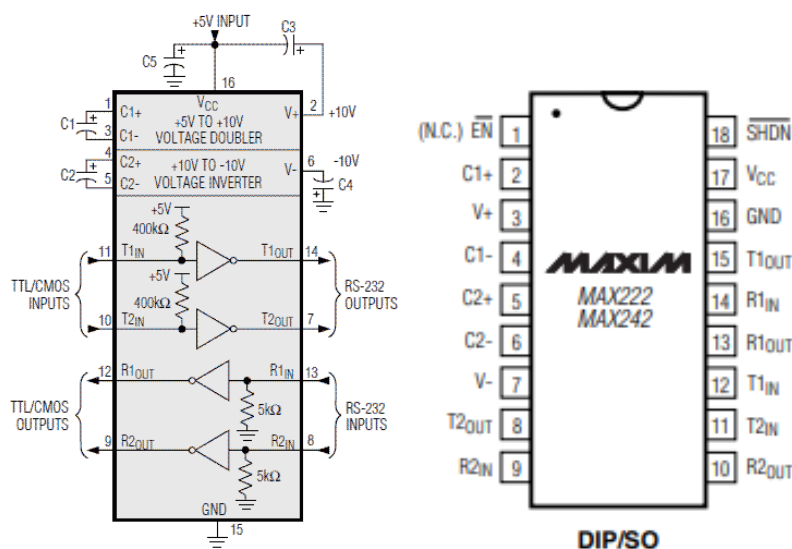 +5V INPUT
C3
C5
+
+
16
VCC
1
C1+
V+
2
+10V
C1
+
+5V TO +10V
VOLTAGE DOUBLER
3
C1-
4
C2+
+10V TO -10V
VOLTAGE INVERTER
V-
6
-10V
C2
+
5
C2-
C4
+
+5V
400kΩ
11
T1IN
T1OUT
14
+5V
TTL/CMOS
INPUTS
400kΩ
RS-232
OUTPUTS
10
T2IN
T2OUT
7
12
R1OUT
R1IN
13
5kΩ
TTL/CMOS
OUTPUTS
RS-232
INPUTS
9
R2OUT
R2IN
8
5kΩ
GND
15
(N.C.) EN 1
18 SHDN
C1+ 2
17 VCC
V+ 3
16 GND
C1- 4
15 T1OUT
C2+ 5
14 R1IN
C2- 6
13 R1OUT
V- 7
12 T1IN
T2OUT 8
11 T2IN
R2IN 9
10 R2OUT
MAXIM
MAX222
MAX242
DIP/SO